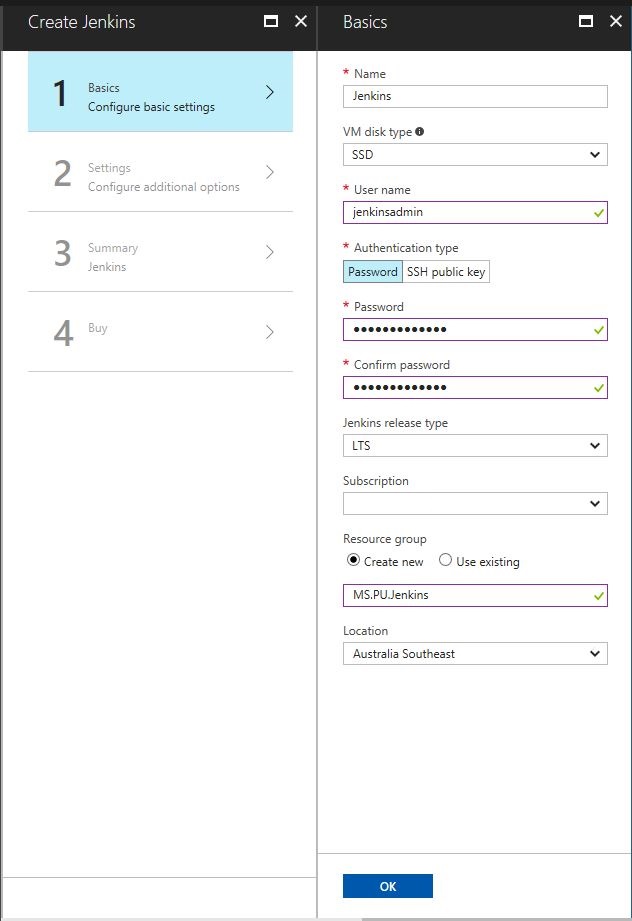 Create Jenkins
1
Basics
Configure basic settings
2
Settings
Configure additional options
3
Summary
Jenkins
4
Buy
Basics
* Name
Jenkins
VM disk type
SSD
* User name
jenkinsadmin
* Authentication type
Password SSH public key
* Password
•••••••••••••
* Confirm password
•••••••••••••
Jenkins release type
LTS
Subscription
Resource group
Create new Use existing
MS.PU.Jenkins
Location
Australia Southeast
OK